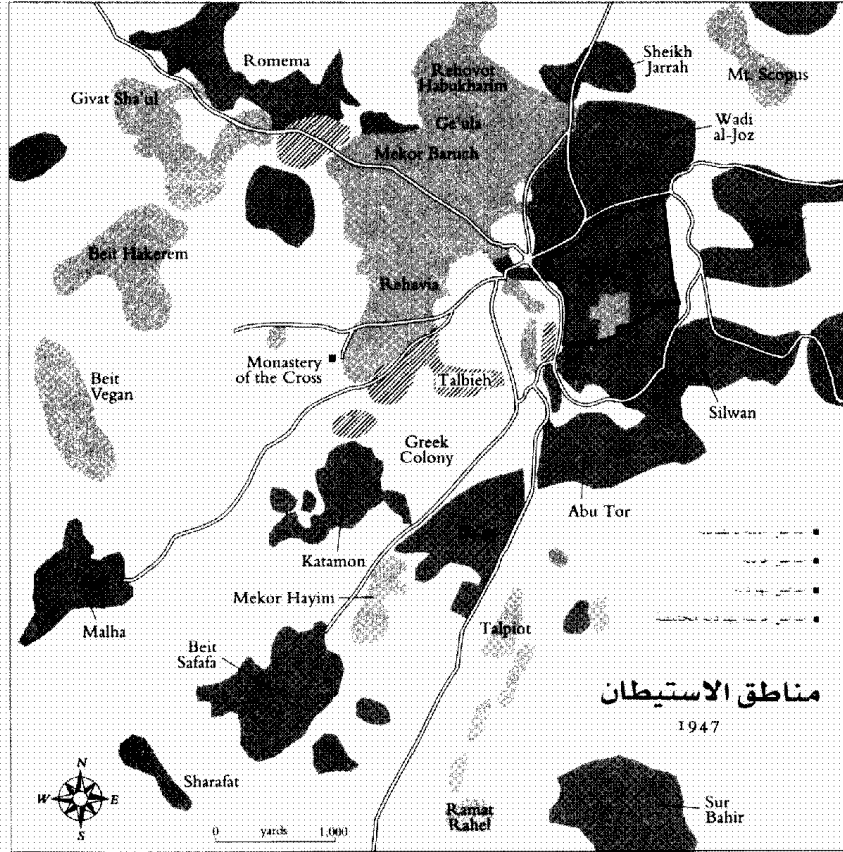 Romema
Sheikh
Jarrah
Rehovot
Habukharim
Mt. Scopus
Givat Sha'ul
Ge'ula
Wadi
al-Joz
Mekor Baruch
Beit Hakerem
Rehavia
Monastery
of the Cross
Talbieh
Beit
Vegan
Silwan
Greek
Colony
Abu Tor
Katamon
Mekor Hayim
Malha
Talpiot
Beit
Safafa
مناطق الاستيطان
1947
Sharafat
N
W E
S
0 yards 1,000
Ramat
Rahel
Sur
Bahir